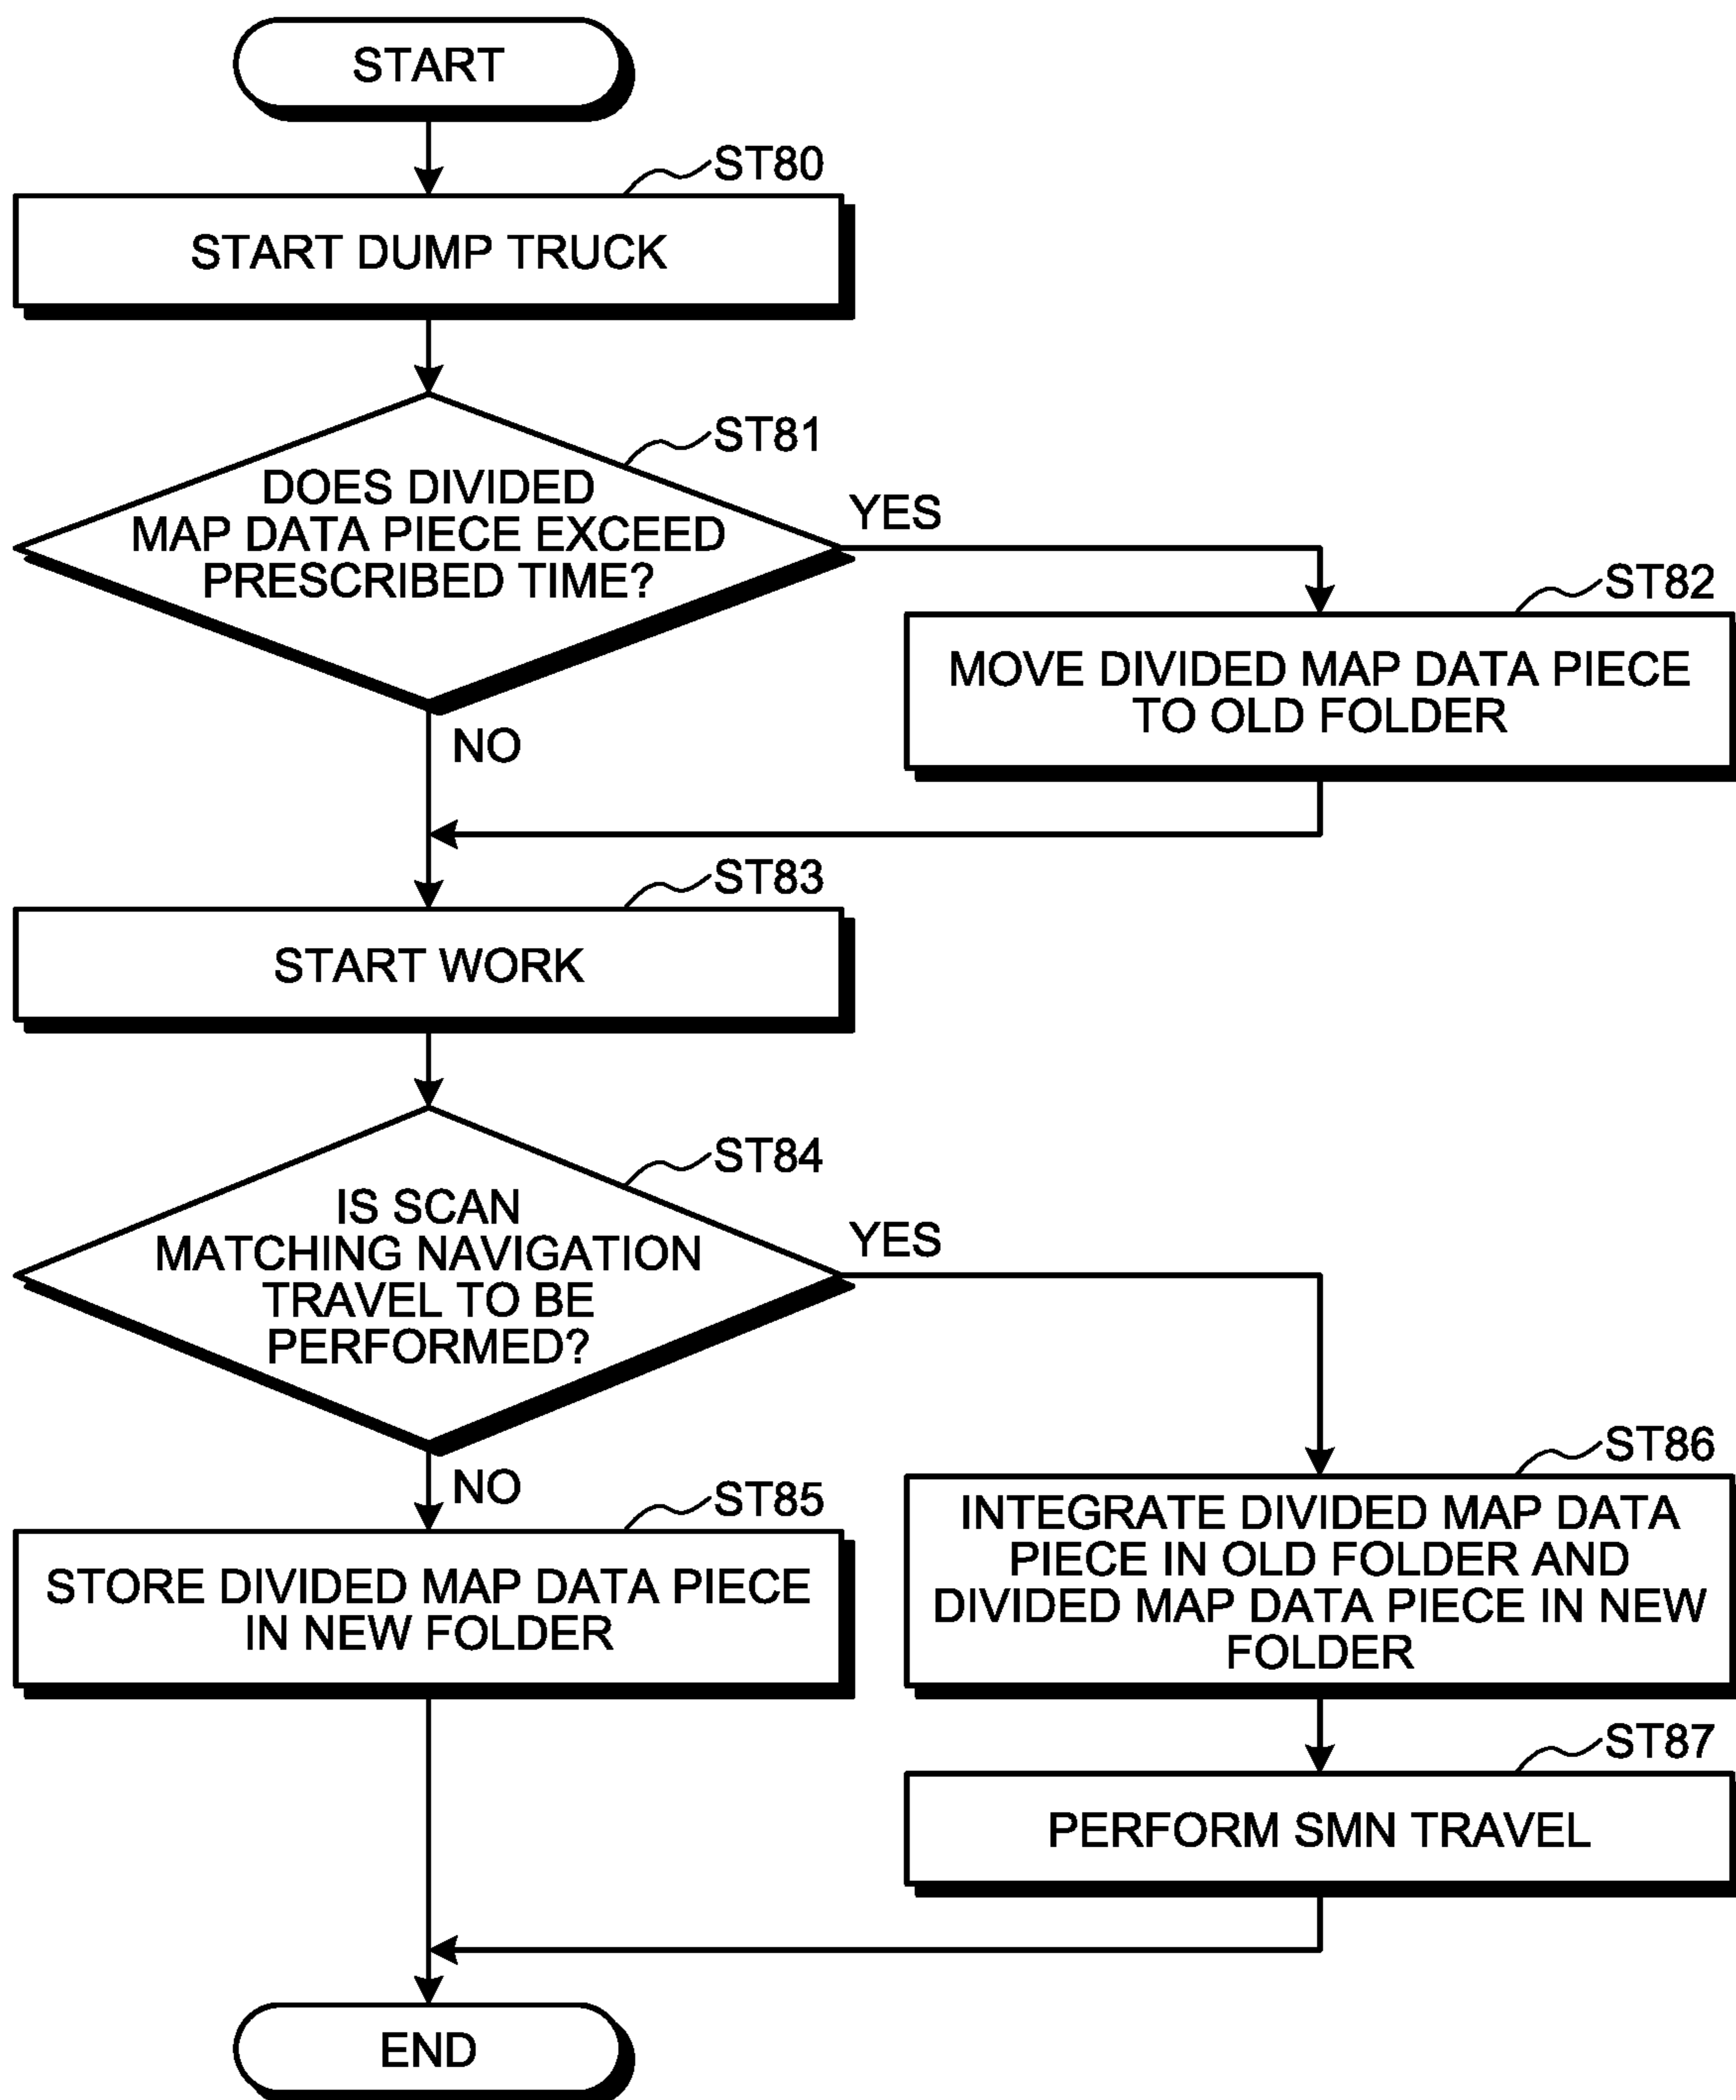 START
ST80
START DUMP TRUCK
ST81
DOES DIVIDED
MAP DATA PIECE EXCEED
PRESCRIBED TIME?
YES
ST82
MOVE DIVIDED MAP DATA PIECE
TO OLD FOLDER
NO
ST83
START WORK
ST84
IS SCAN
MATCHING NAVIGATION
TRAVEL TO BE
PERFORMED?
YES
NO
ST85
STORE DIVIDED MAP DATA PIECE
IN NEW FOLDER
ST86
INTEGRATE DIVIDED MAP DATA
PIECE IN OLD FOLDER AND
DIVIDED MAP DATA PIECE IN NEW
FOLDER
ST87
PERFORM SMN TRAVEL
END